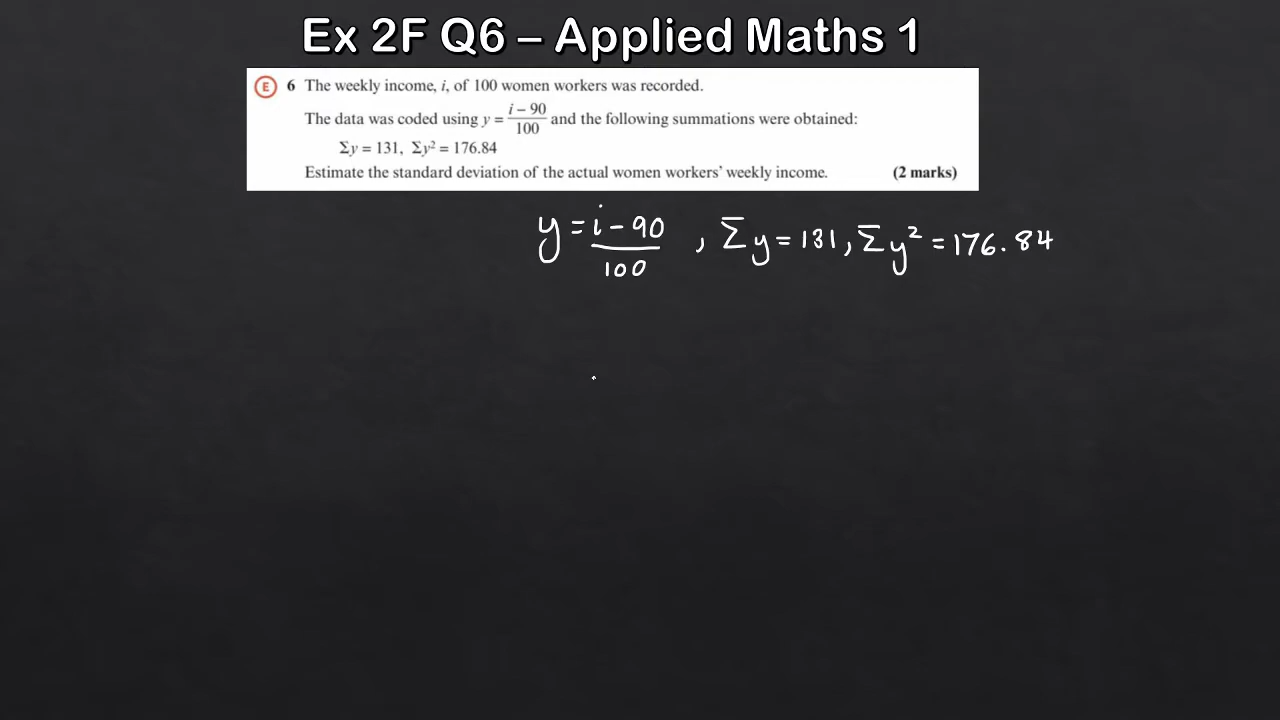 Ex 2F Q6 – Applied Maths 1
E 6 The weekly income, i, of 100 women workers was recorded.
The data was coded using y = (i − 90)/100 and the following summations were obtained:
Σy = 131, Σy² = 176.84
Estimate the standard deviation of the actual women workers' weekly income. (2 marks)
y = (i − 90)/100 , Σy = 131, Σy² = 176.84